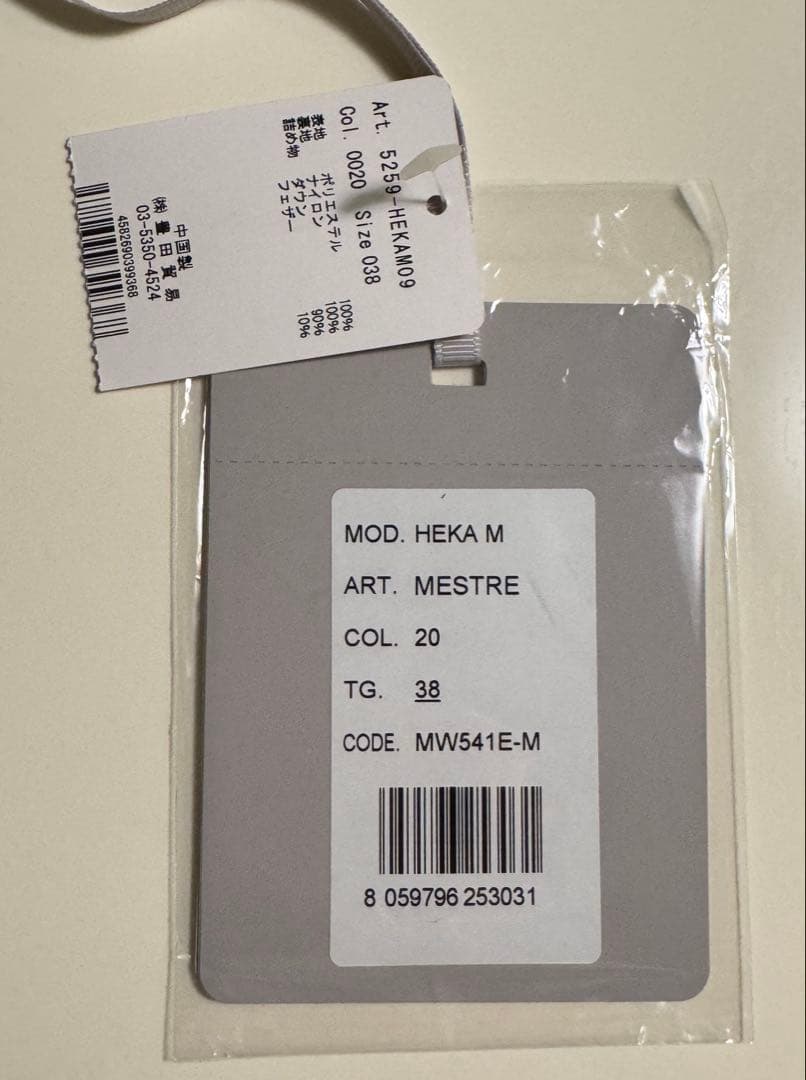 Art. 5259-HEKAM09
Col. 0020 Size 038
表地 ポリエステル 100%
裏地 ナイロン 100%
詰め物 ダウン 90%
フェザー 10%
中国製
㈱ 豊田貿易
03-5350-4524
4582690399368
MOD. HEKA M
ART. MESTRE
COL. 20
TG. 38
CODE. MW541E-M
8 059796 253031